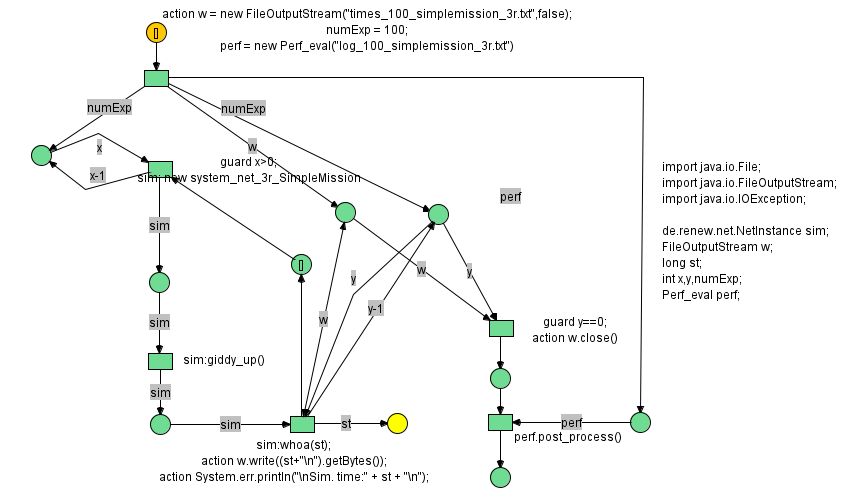 action w = new FileOutputStream("times_100_simplemission_3r.txt",false);
numExp = 100;
perf = new Perf_eval("log_100_simplemission_3r.txt")
[]
numExp
numExp
w
x
guard x>0;
x-1
sim: new system_net_3r_SimpleMission
import java.io.File;
import java.io.FileOutputStream;
import java.io.IOException;
de.renew.net.NetInstance sim;
FileOutputStream w;
long st;
int x,y,numExp;
Perf_eval perf;
perf
sim
[]
y
w
y
y-1
w
sim
guard y==0;
action w.close()
sim:giddy_up()
sim
sim
st
perf
perf.post_process()
sim:whoa(st);
action w.write((st+"\n").getBytes());
action System.err.println("\nSim. time:" + st + "\n");